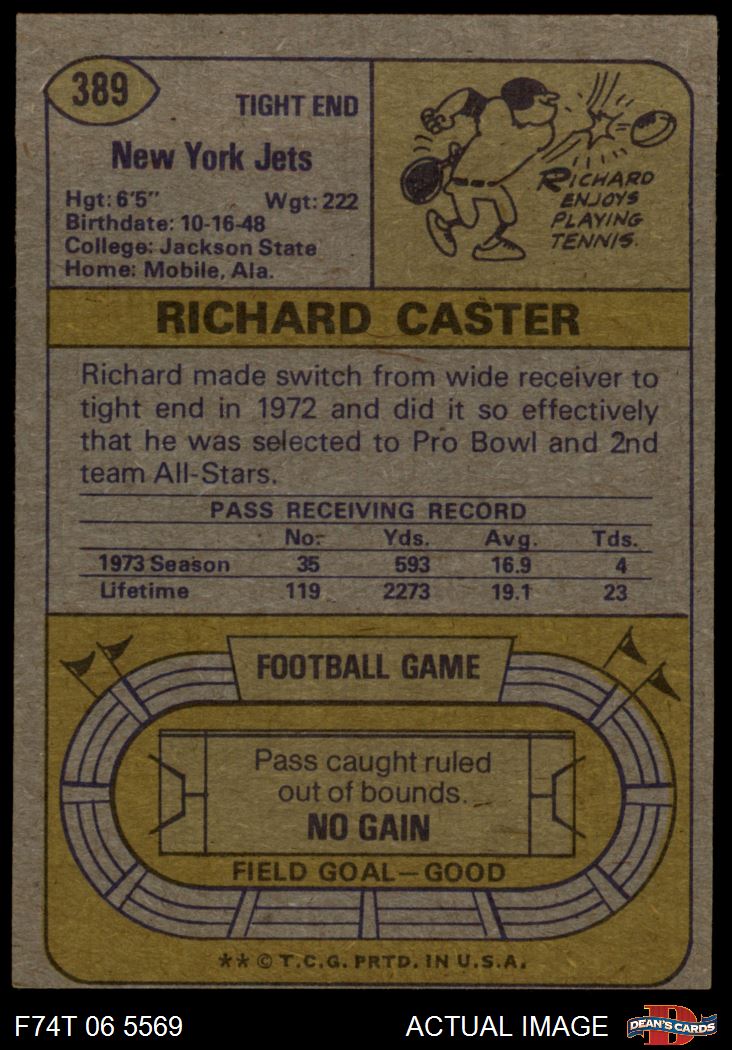 389
TIGHT END
New York Jets
Hgt: 6'5" Wgt: 222
Birthdate: 10-16-48
College: Jackson State
Home: Mobile, Ala.
RICHARD
ENJOYS
PLAYING
TENNIS.
RICHARD CASTER
Richard made switch from wide receiver to
tight end in 1972 and did it so effectively
that he was selected to Pro Bowl and 2nd
team All-Stars.
PASS RECEIVING RECORD
No. Yds. Avg. Tds.
1973 Season 35 593 16.9 4
Lifetime 119 2273 19.1 23
FOOTBALL GAME
Pass caught ruled
out of bounds.
NO GAIN
FIELD GOAL—GOOD
** © T.C.G. PRTD. IN U.S.A.
F74T 06 5569 ACTUAL IMAGE
D
DEAN'S CARDS